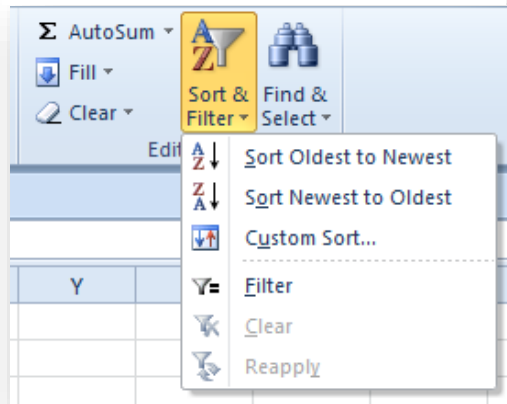 Σ AutoSum
Fill
Clear
Sort &
Filter
Find &
Select
Edit
Sort Oldest to Newest
Sort Newest to Oldest
Custom Sort...
Filter
Clear
Reapply
Y